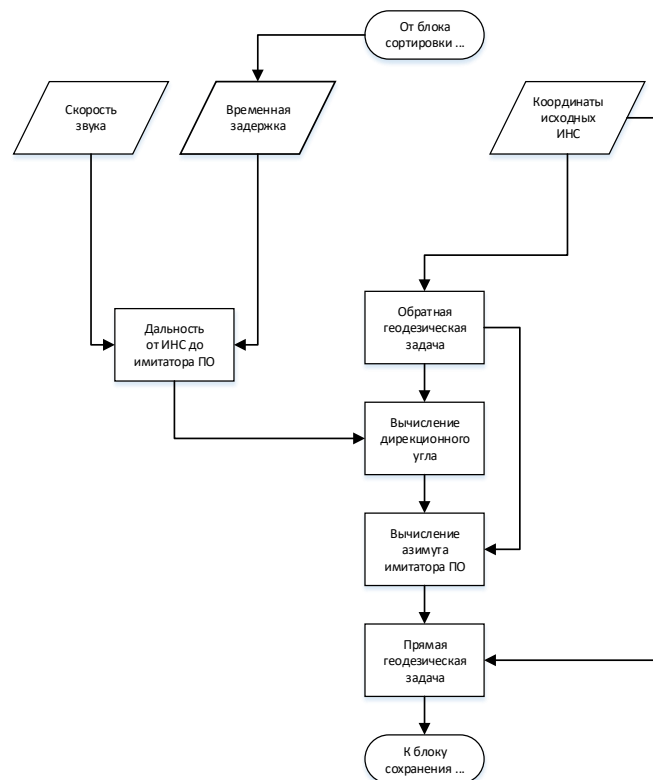 От блока
сортировки ...
Скорость
звука
Временная
задержка
Координаты
исходных
ИНС
Дальность
от ИНС до
имитатора ПО
Обратная
геодезическая
задача
Вычисление
дирекционного
угла
Вычисление
азимута
имитатора ПО
Прямая
геодезическая
задача
К блоку
сохранения ...